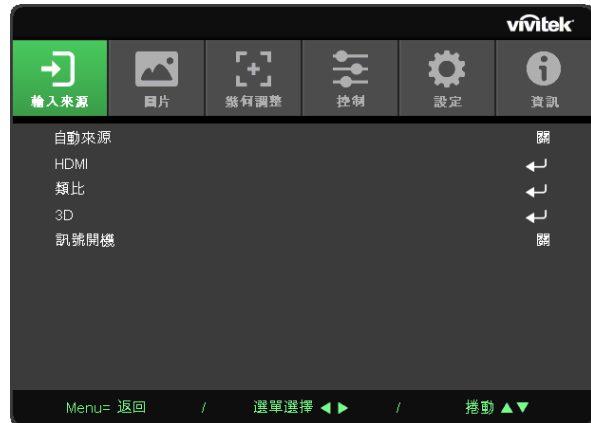 vivitek
輸入來源 圖片 幾何調整 控制 設定 資訊
自動來源 關
HDMI
類比
3D
訊號開機 關
Menu= 返回 / 選單選擇 ◀ ▶ / 捲動 ▲▼